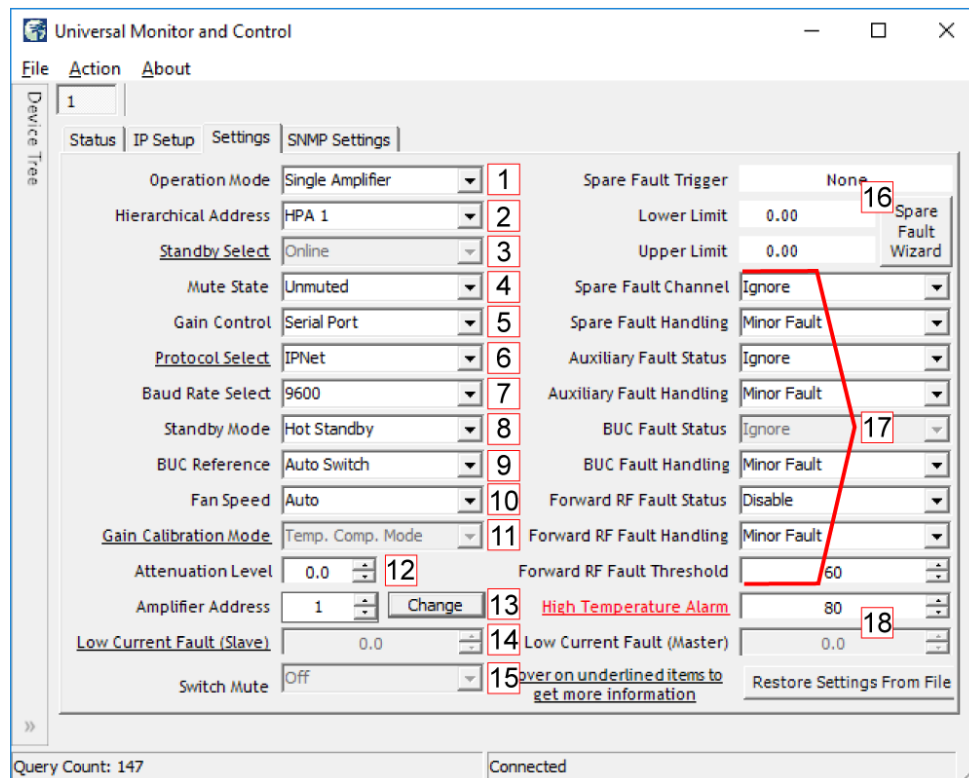 Universal Monitor and Control
File Action About
Device Tree
1
Status IP Setup Settings SNMP Settings
Operation Mode Single Amplifier 1 Spare Fault Trigger None
Hierarchical Address HPA 1 2 Lower Limit 0.00 16 Spare Fault Wizard
Standby Select Online 3 Upper Limit 0.00
Mute State Unmuted 4 Spare Fault Channel Ignore
Gain Control Serial Port 5 Spare Fault Handling Minor Fault
Protocol Select IPNet 6 Auxiliary Fault Status Ignore
Baud Rate Select 9600 7 Auxiliary Fault Handling Minor Fault
Standby Mode Hot Standby 8 BUC Fault Status Ignore 17
BUC Reference Auto Switch 9 BUC Fault Handling Minor Fault
Fan Speed Auto 10 Forward RF Fault Status Disable
Gain Calibration Mode Temp. Comp. Mode 11 Forward RF Fault Handling Minor Fault
Attenuation Level 0.0 12 Forward RF Fault Threshold 60
Amplifier Address 1 Change 13 High Temperature Alarm 80
Low Current Fault (Slave) 0.0 14 Low Current Fault (Master) 0.0 18
Switch Mute Off 15 over on underlined items to
get more information
Restore Settings From File
»
Query Count: 147 Connected